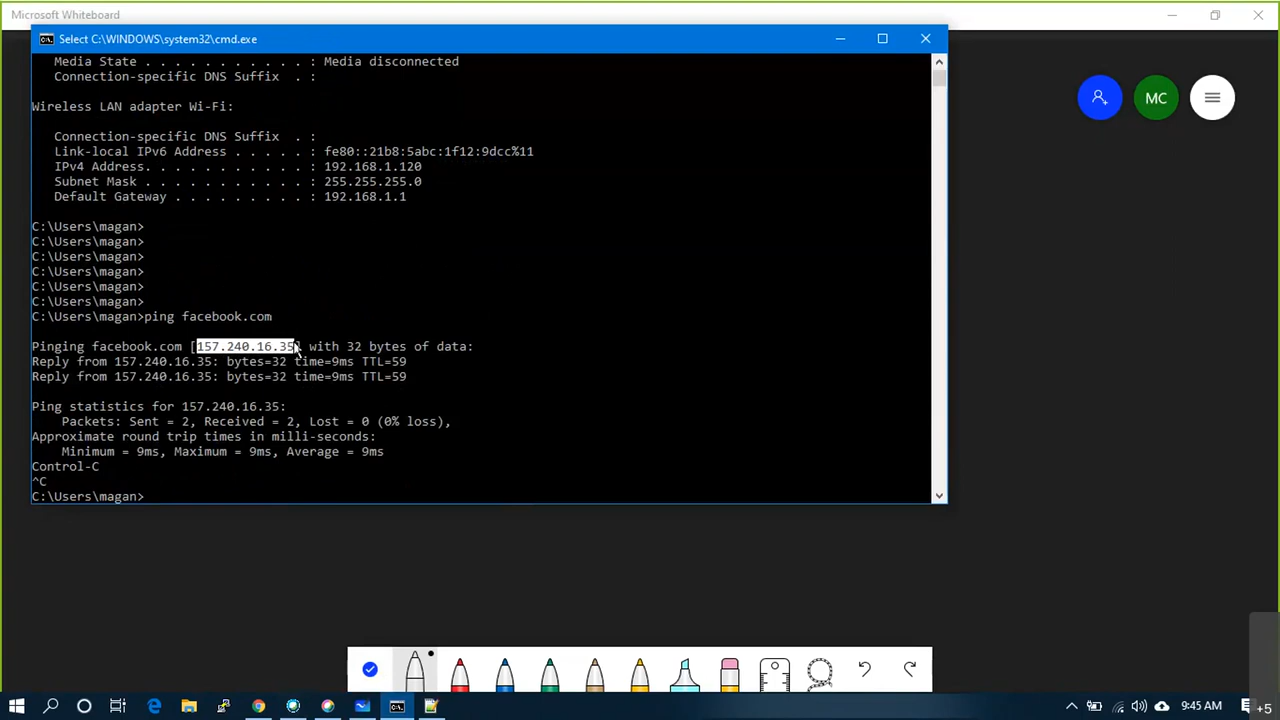 Microsoft Whiteboard
Select C:\WINDOWS\system32\cmd.exe
Media State . . . . . . . . . . . : Media disconnected
Connection-specific DNS Suffix  . :
Wireless LAN adapter Wi-Fi:
Connection-specific DNS Suffix  . :
Link-local IPv6 Address . . . . . : fe80::21b8:5abc:1f12:9dcc%11
IPv4 Address. . . . . . . . . . . : 192.168.1.120
Subnet Mask . . . . . . . . . . . : 255.255.255.0
Default Gateway . . . . . . . . . : 192.168.1.1
MC
C:\Users\magan>
C:\Users\magan>
C:\Users\magan>
C:\Users\magan>
C:\Users\magan>
C:\Users\magan>
C:\Users\magan>ping facebook.com
Pinging facebook.com [157.240.16.35] with 32 bytes of data:
Reply from 157.240.16.35: bytes=32 time=9ms TTL=59
Reply from 157.240.16.35: bytes=32 time=9ms TTL=59
Ping statistics for 157.240.16.35:
Packets: Sent = 2, Received = 2, Lost = 0 (0% loss),
Approximate round trip times in milli-seconds:
Minimum = 9ms, Maximum = 9ms, Average = 9ms
Control-C
^C
C:\Users\magan>
9:45 AM
+5